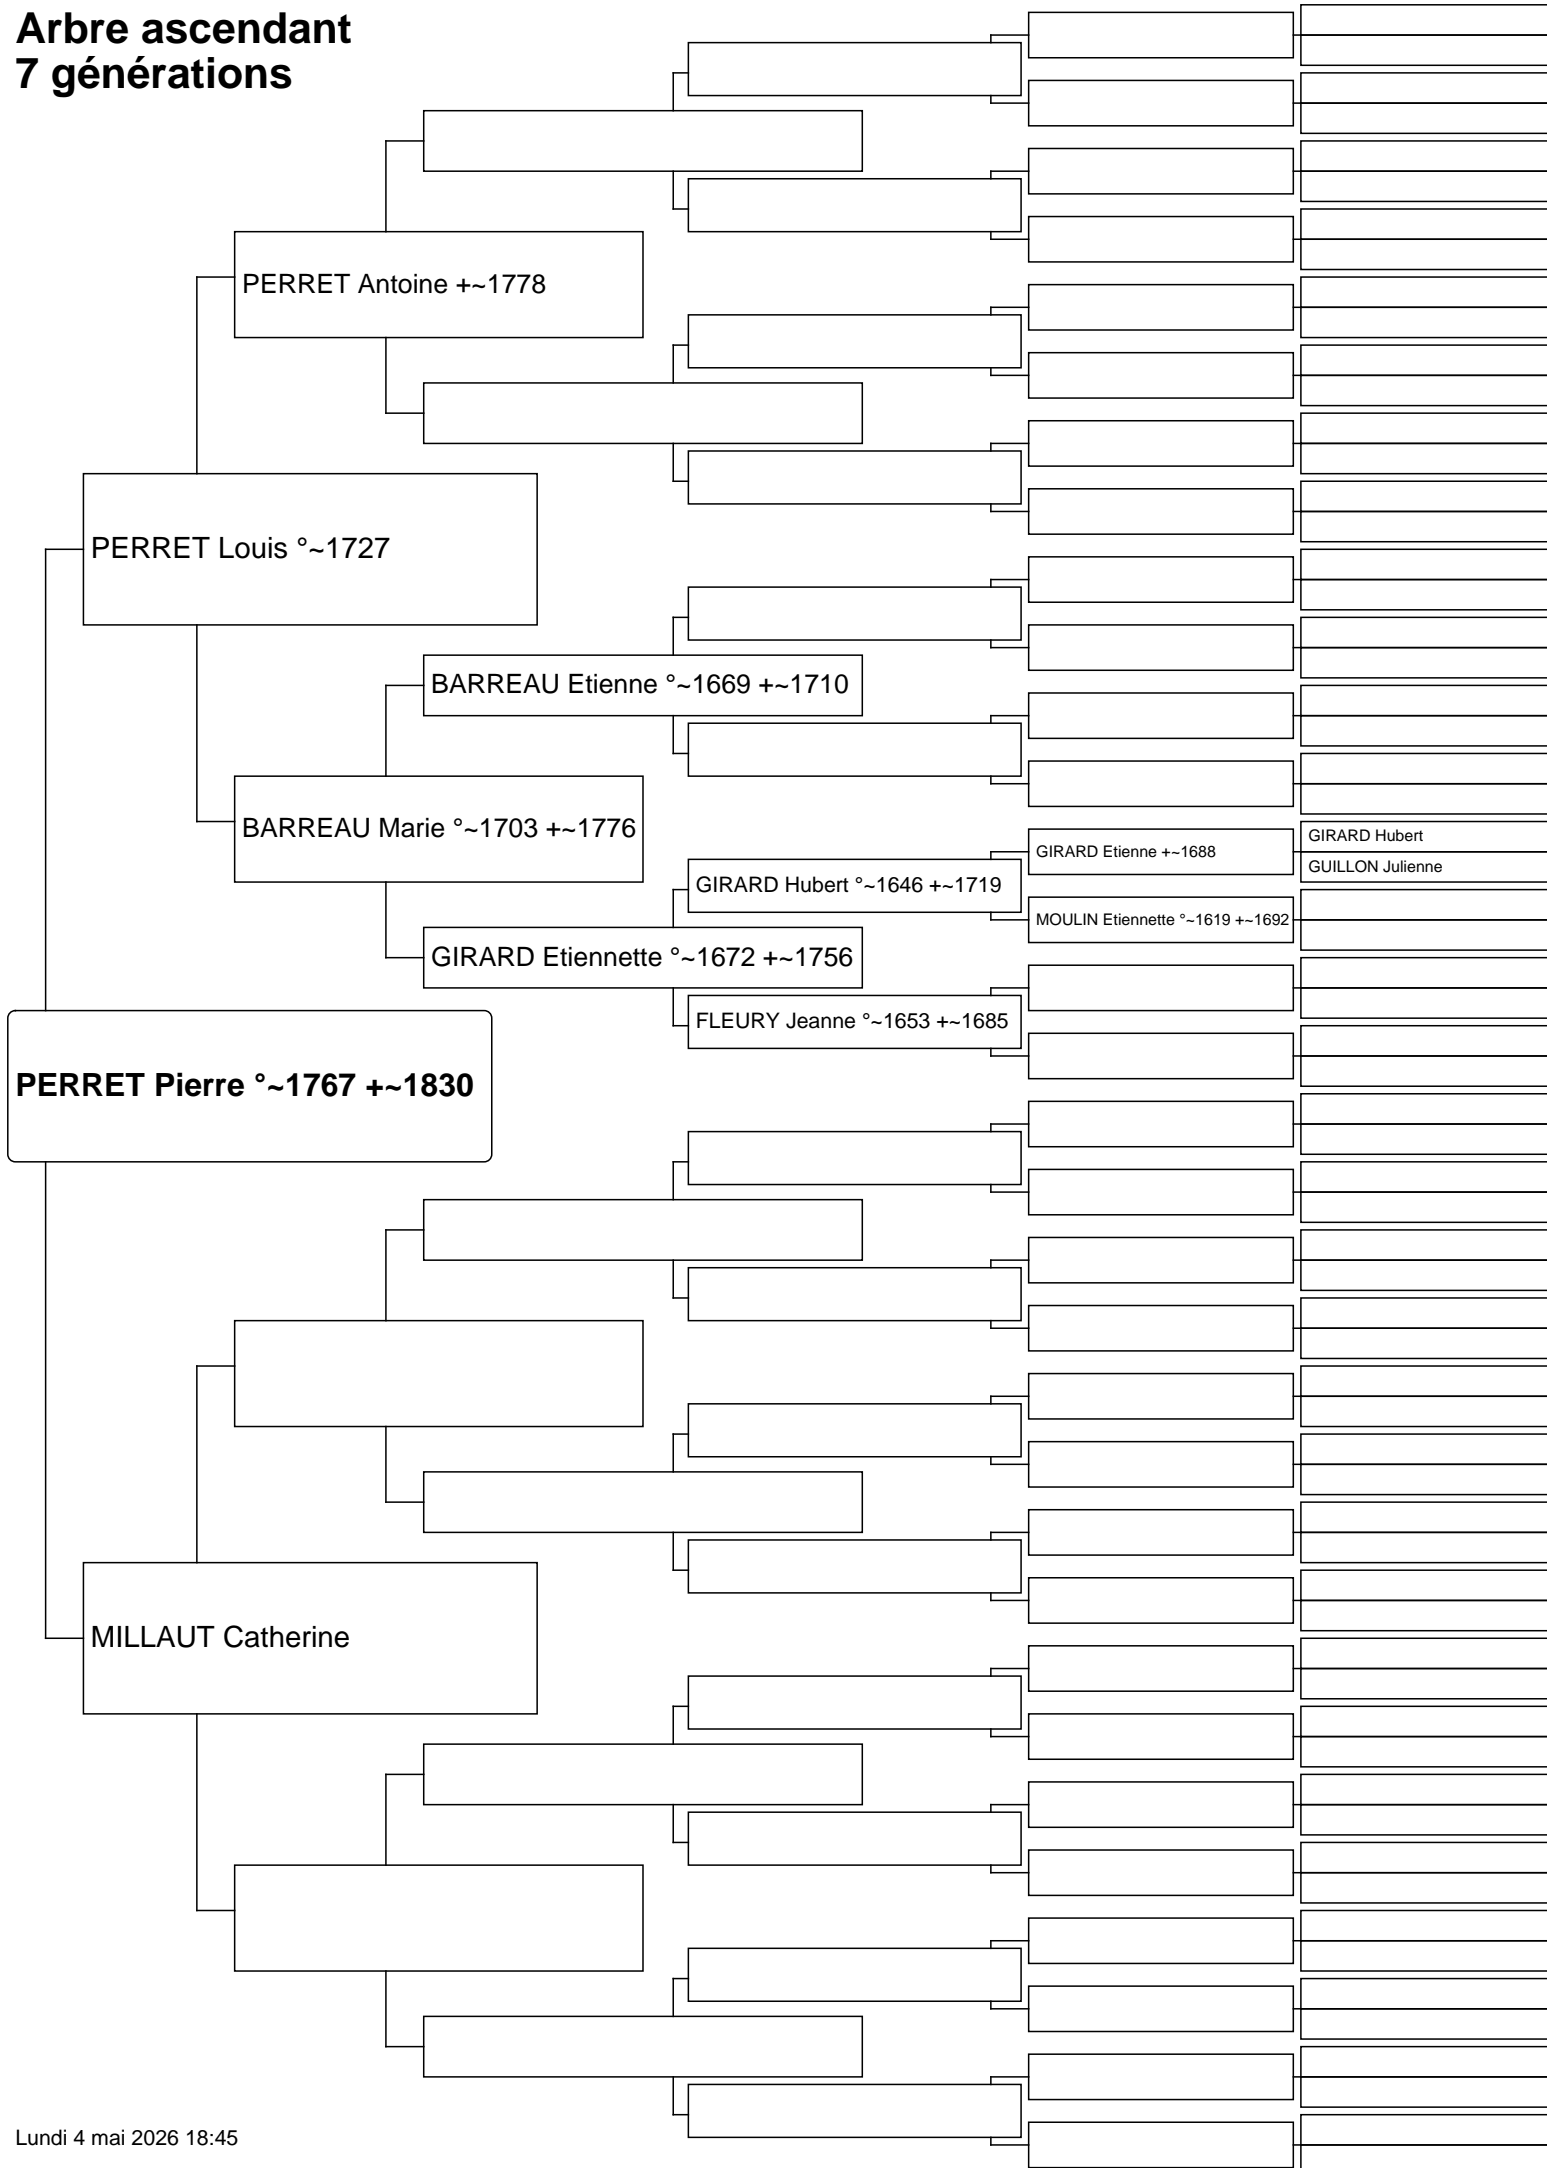 Arbre ascendant
7 générations
PERRET Antoine +~1778
PERRET Louis °~1727
BARREAU Etienne °~1669 +~1710
BARREAU Marie °~1703 +~1776
GIRARD Hubert
GIRARD Etienne +~1688
GUILLON Julienne
GIRARD Hubert °~1646 +~1719
MOULIN Etiennette °~1619 +~1692
GIRARD Etiennette °~1672 +~1756
FLEURY Jeanne °~1653 +~1685
PERRET Pierre °~1767 +~1830
MILLAUT Catherine
Lundi 4 mai 2026 18:45